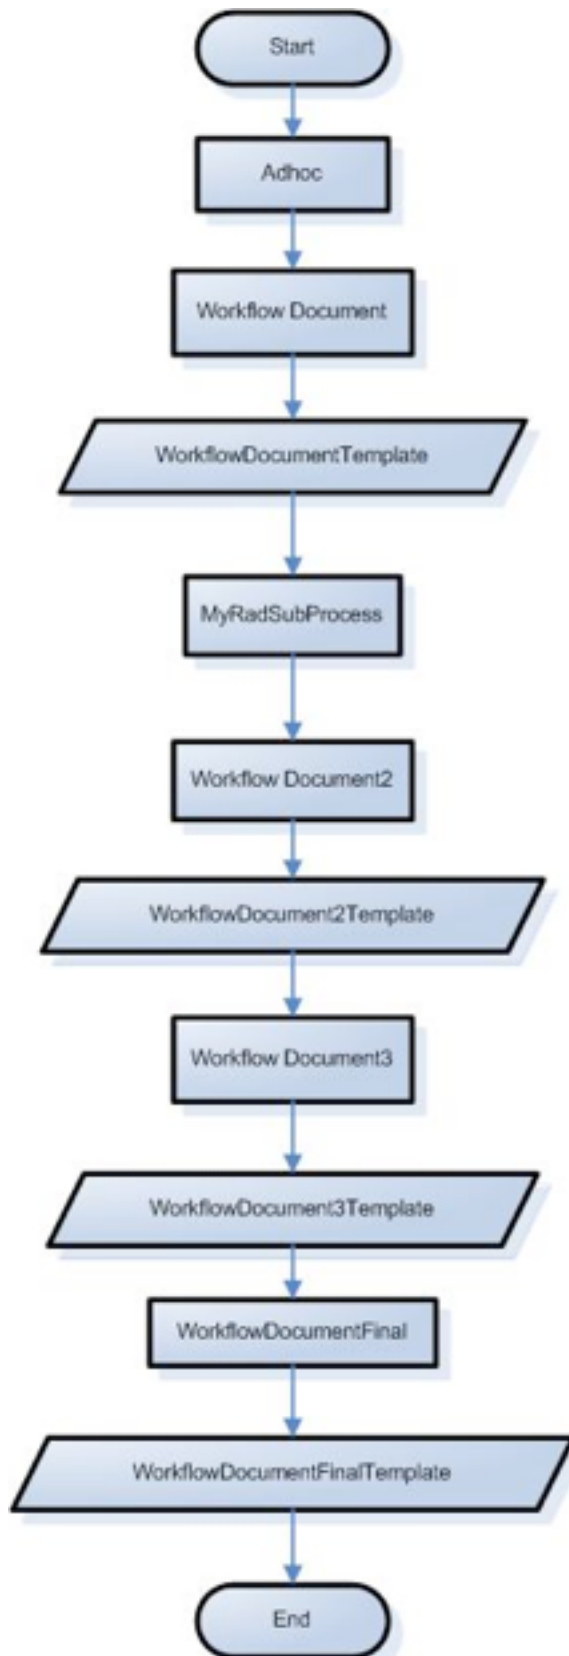 Start
Adhoc
Workflow Document
WorkflowDocumentTemplate
MyRadSubProcess
Workflow Document2
WorkflowDocument2Template
Workflow Document3
WorkflowDocument3Template
WorkflowDocumentFinal
WorkflowDocumentFinalTemplate
End